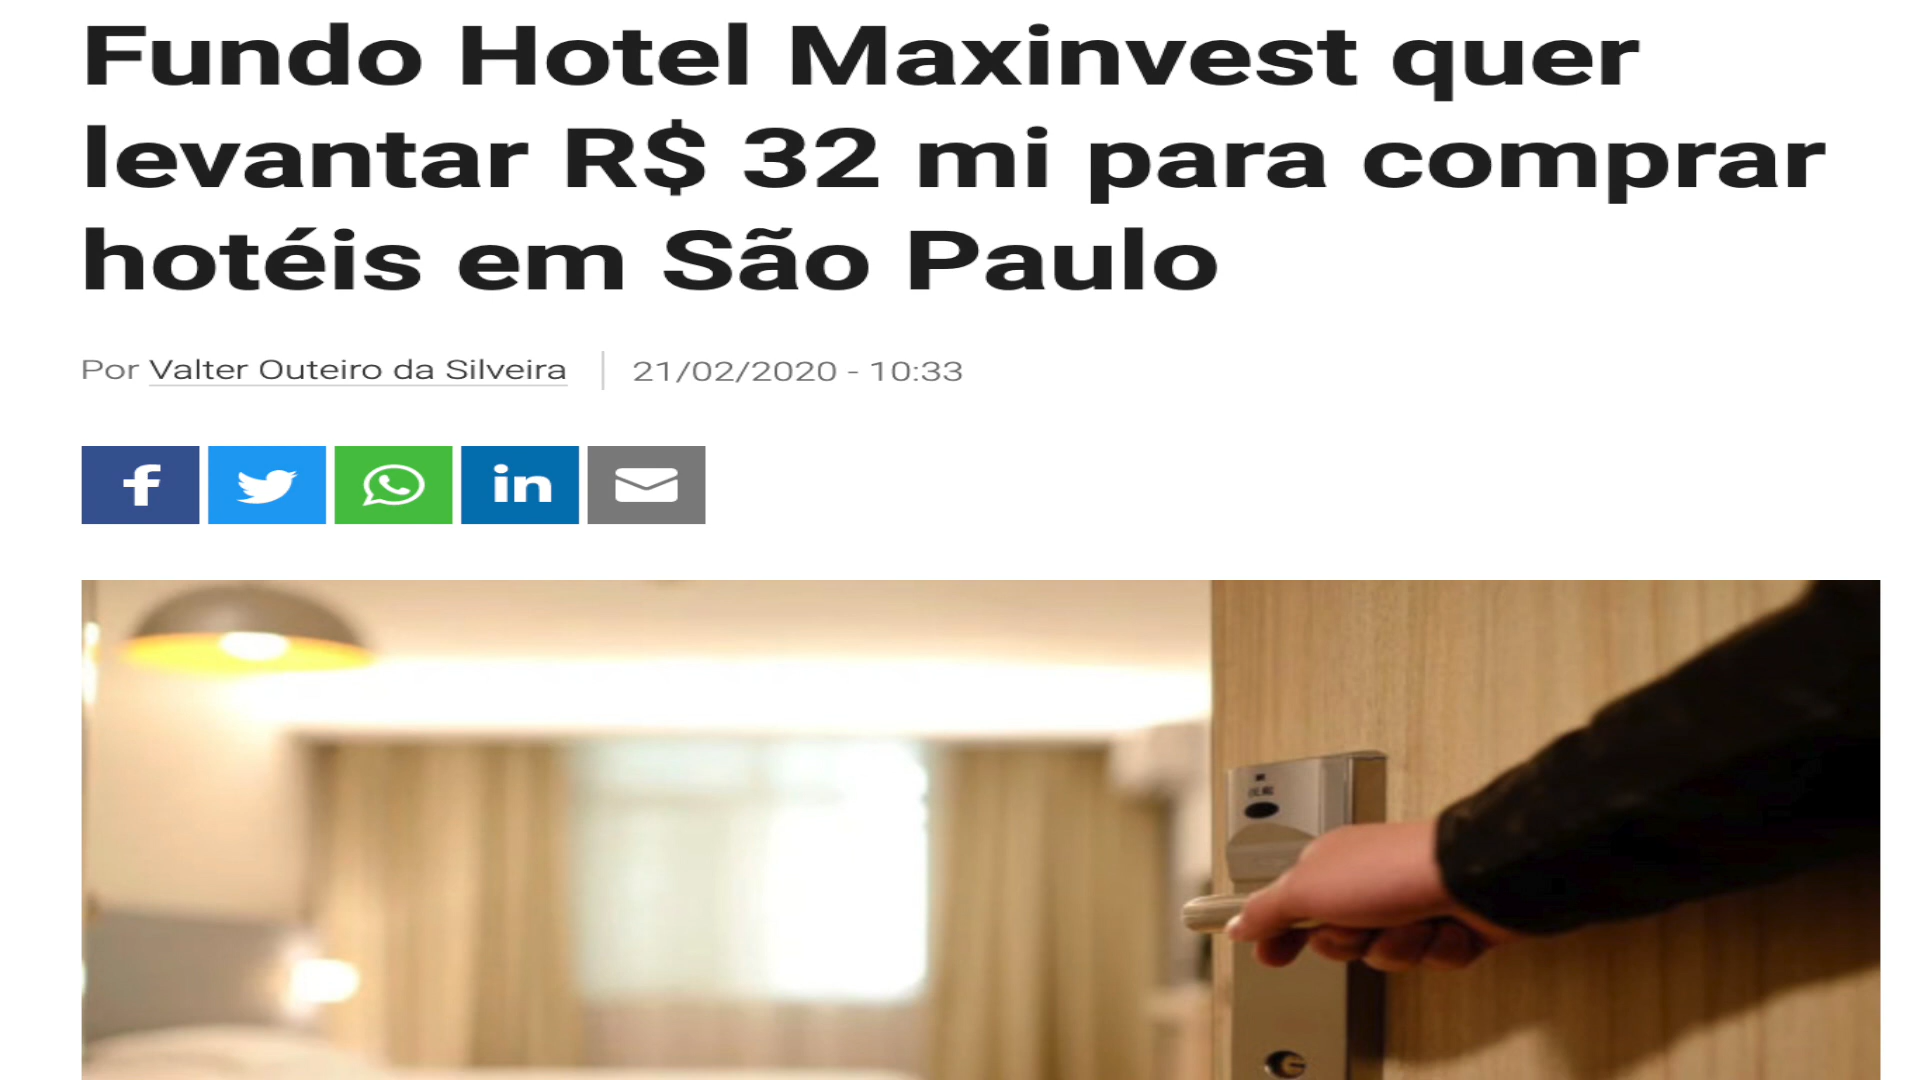 Fundo Hotel Maxinvest quer
levantar R$ 32 mi para comprar
hotéis em São Paulo
Por Valter Outeiro da Silveira | 21/02/2020 - 10:33
f in